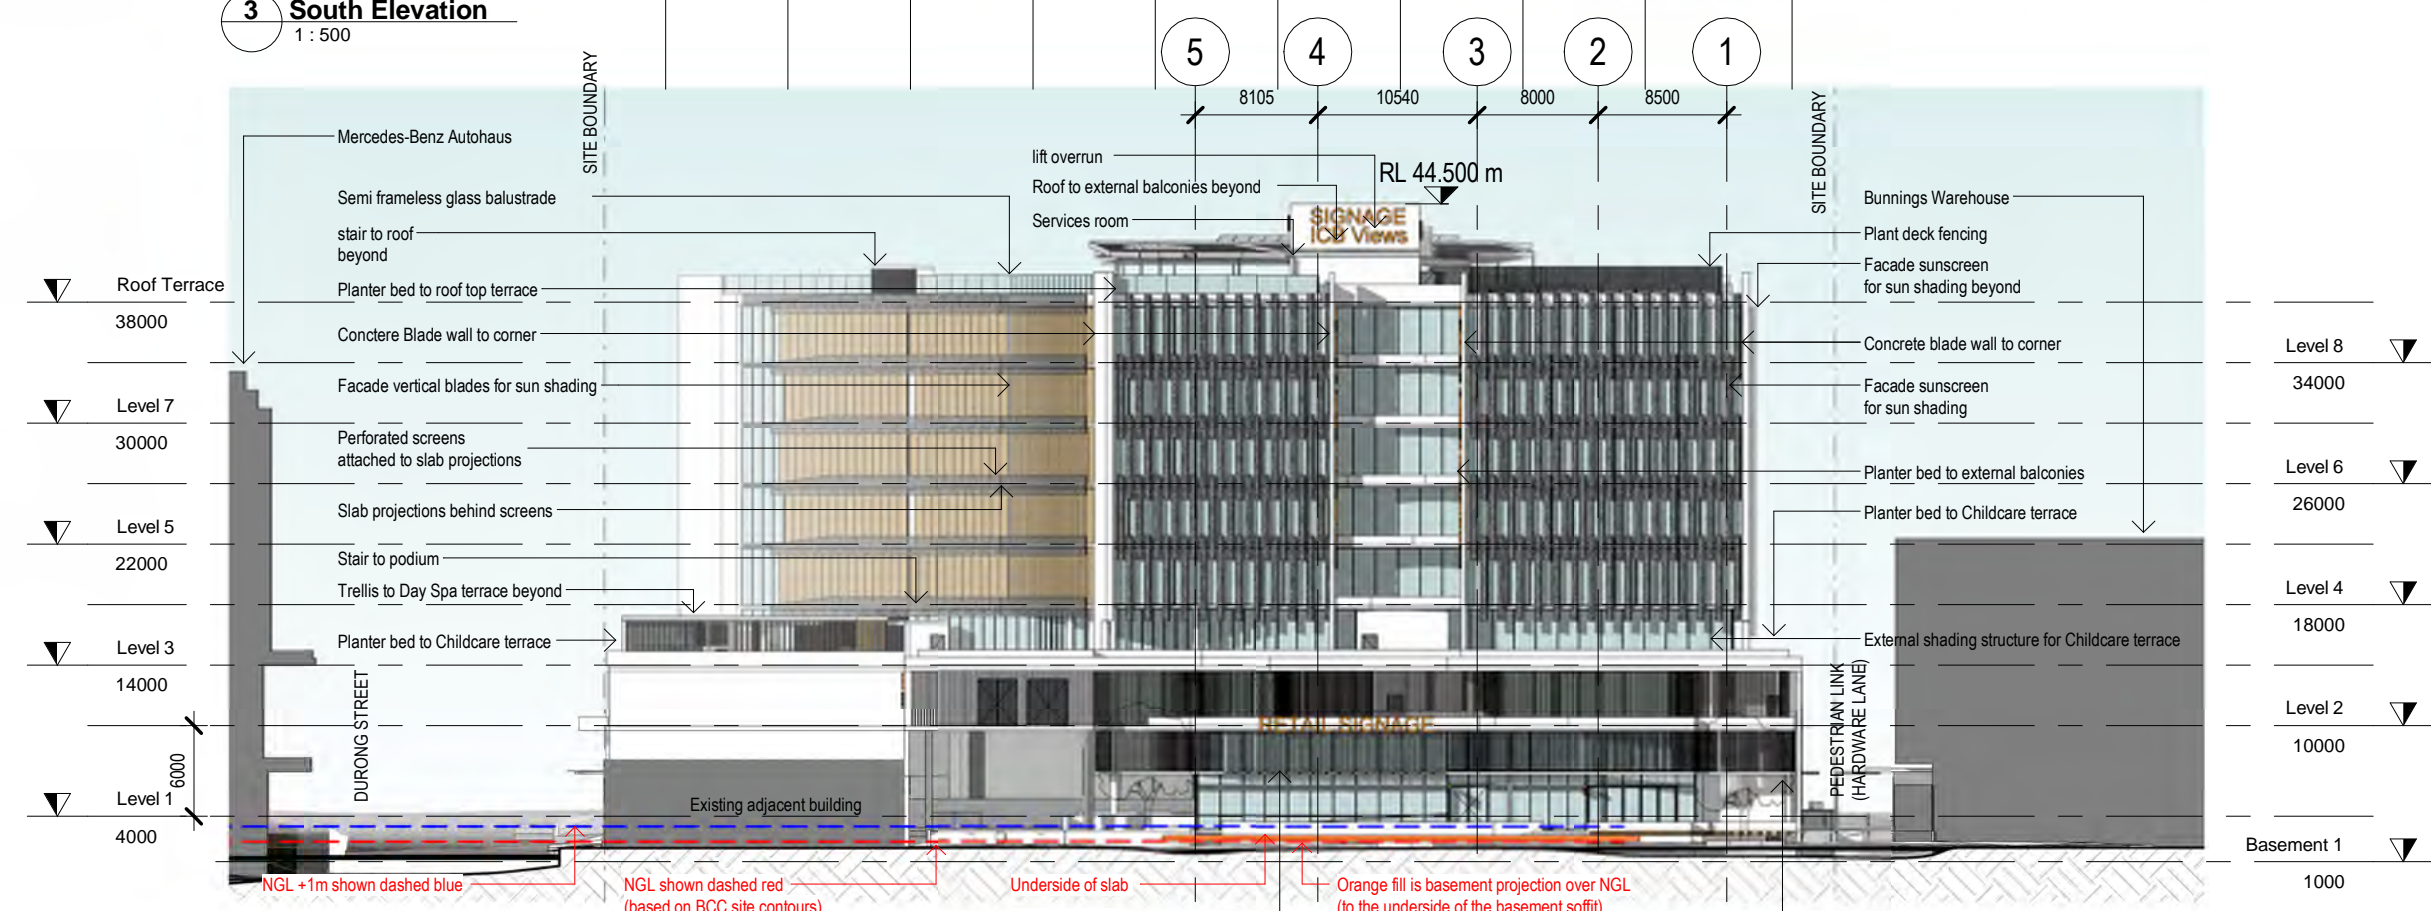 3 South Elevation
1 : 500
5 4 3 2 1
8105 10540 8000 8500
SITE BOUNDARY
SITE BOUNDARY
Mercedes-Benz Autohaus
Semi frameless glass balustrade
stair to roof
beyond
Planter bed to roof top terrace
Conctere Blade wall to corner
Facade vertical blades for sun shading
Perforated screens
attached to slab projections
Slab projections behind screens
Stair to podium
Trellis to Day Spa terrace beyond
Planter bed to Childcare terrace
lift overrun
Roof to external balconies beyond
Services room
RL 44.500 m
SIGNAGE
ICB Views
Bunnings Warehouse
Plant deck fencing
Facade sunscreen
for sun shading beyond
Concrete blade wall to corner
Facade sunscreen
for sun shading
Planter bed to external balconies
Planter bed to Childcare terrace
External shading structure for Childcare terrace
Roof Terrace
38000
Level 7
30000
Level 5
22000
Level 3
14000
6000
Level 1
4000
Level 8
34000
Level 6
26000
Level 4
18000
Level 2
10000
Basement 1
1000
DURONG STREET
PEDESTRIAN LINK
(HARDWARE LANE)
RETAIL SIGNAGE
Existing adjacent building
NGL +1m shown dashed blue
NGL shown dashed red
(based on BCC site contours)
Underside of slab
Orange fill is basement projection over NGL
(to the underside of the basement soffit)